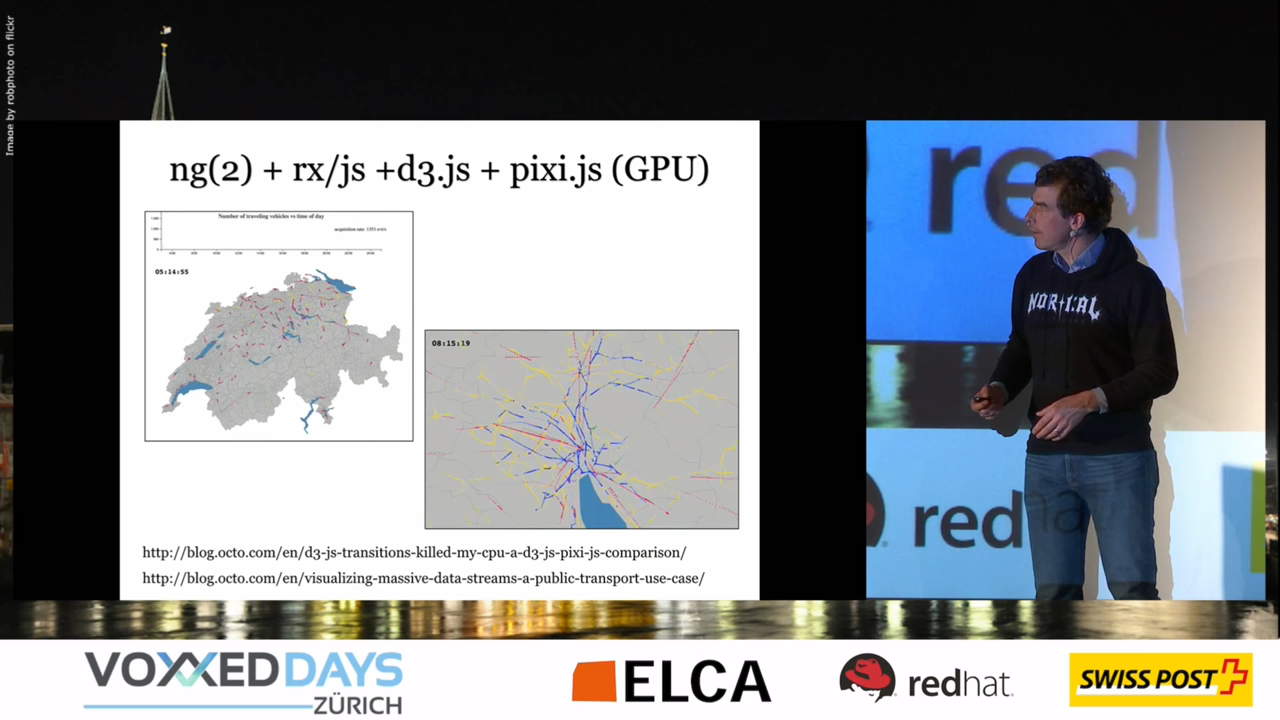 Image by robphoto on flickr
ng(2) + rx/js +d3.js + pixi.js (GPU)
Number of traveling vehicles vs time of day
05:14:55
08:15:19
http://blog.octo.com/en/d3-js-transitions-killed-my-cpu-a-d3-js-pixi-js-comparison/
http://blog.octo.com/en/visualizing-massive-data-streams-a-public-transport-use-case/
red
redha
VOXXED DAYS
ZÜRICH
ELCA
redhat.
SWISS POST